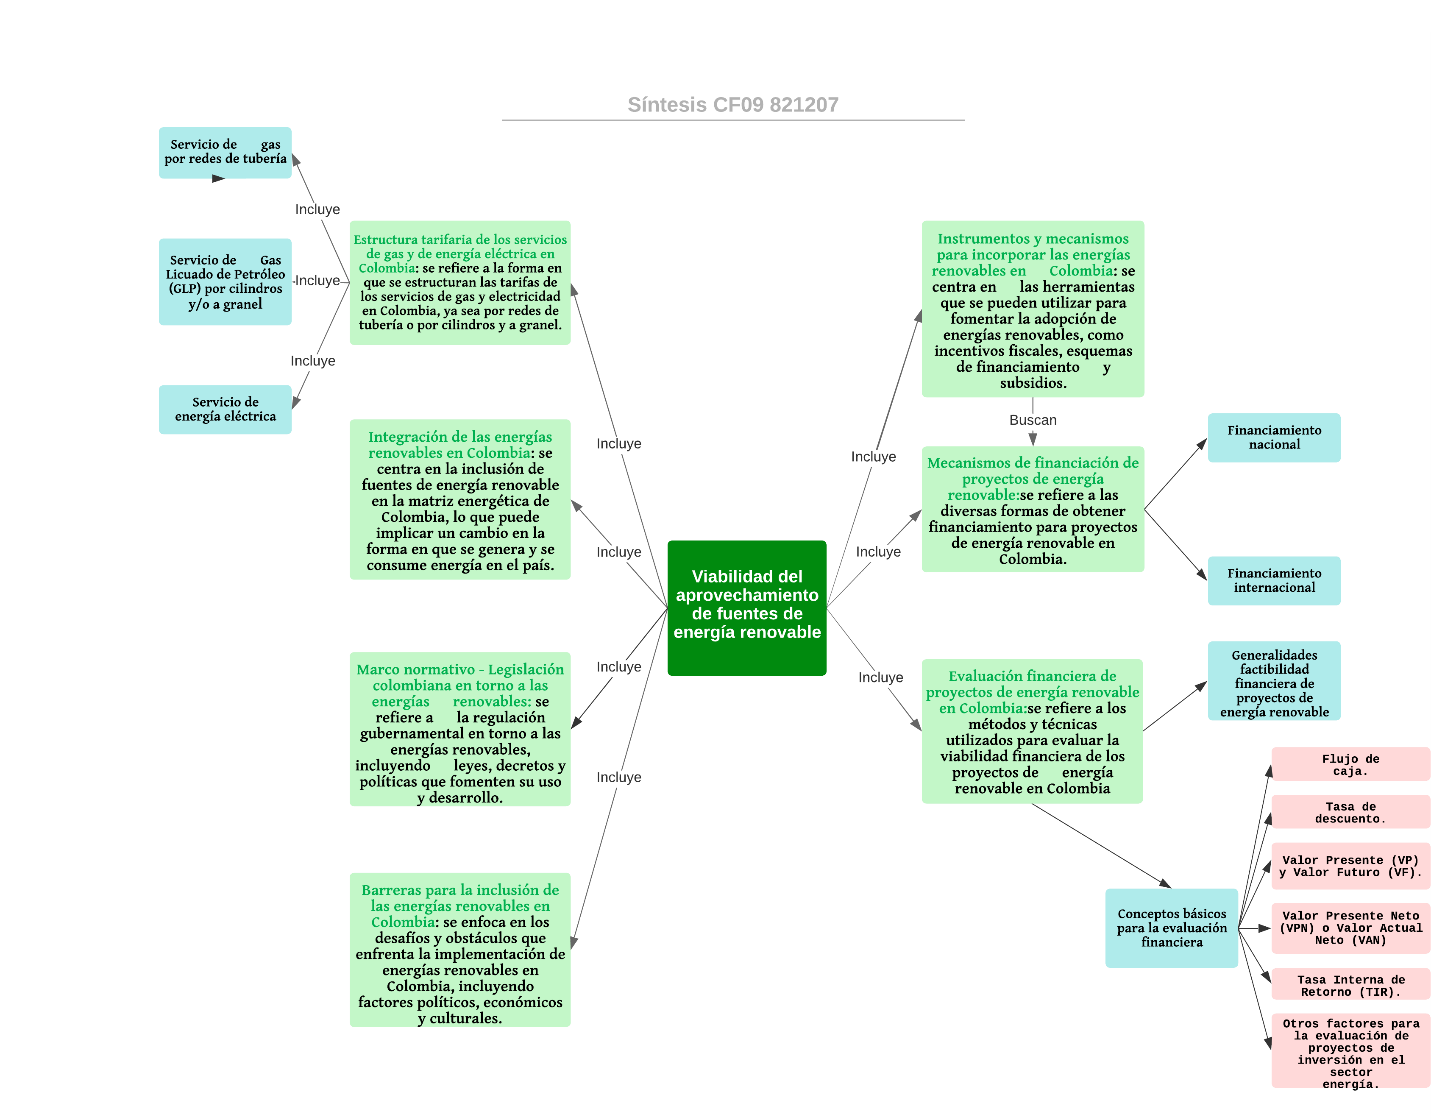 Síntesis CF09 821207
Servicio de gas
por redes de tubería
Incluye
Servicio de Gas
Licuado de Petróleo
(GLP) por cilindros
y/o a granel
Incluye
Servicio de
energía eléctrica
Incluye
Estructura tarifaria de los servicios
de gas y de energía eléctrica en
Colombia: se refiere a la forma en
que se estructuran las tarifas de
los servicios de gas y electricidad
en Colombia, ya sea por redes de
tubería o por cilindros y a granel.
Incluye
Integración de las energías
renovables en Colombia: se
centra en la inclusión de
fuentes de energía renovable
en la matriz energética de
Colombia, lo que puede
implicar un cambio en la
forma en que se genera y se
consume energía en el país.
Incluye
Marco normativo - Legislación
colombiana en torno a las
energías renovables: se
refiere a la regulación
gubernamental en torno a las
energías renovables,
incluyendo leyes, decretos y
políticas que fomenten su uso
y desarrollo.
Incluye
Barreras para la inclusión de
las energías renovables en
Colombia: se enfoca en los
desafíos y obstáculos que
enfrenta la implementación de
energías renovables en
Colombia, incluyendo
factores políticos, económicos
y culturales.
Incluye
Viabilidad del
aprovechamiento
de fuentes de
energía renovable
Incluye
Instrumentos y mecanismos
para incorporar las energías
renovables en Colombia: se
centra en las herramientas
que se pueden utilizar para
fomentar la adopción de
energías renovables, como
incentivos fiscales, esquemas
de financiamiento y
subsidios.
Buscan
Incluye
Mecanismos de financiación de
proyectos de energía
renovable:se refiere a las
diversas formas de obtener
financiamiento para proyectos
de energía renovable en
Colombia.
Financiamiento
nacional
Financiamiento
internacional
Incluye
Evaluación financiera de
proyectos de energía renovable
en Colombia:se refiere a los
métodos y técnicas
utilizados para evaluar la
viabilidad financiera de los
proyectos de energía
renovable en Colombia
Generalidades
factibilidad
financiera de
proyectos de
energía renovable
Conceptos básicos
para la evaluación
financiera
Flujo de
caja.
Tasa de
descuento.
Valor Presente (VP)
y Valor Futuro (VF).
Valor Presente Neto
(VPN) o Valor Actual
Neto (VAN)
Tasa Interna de
Retorno (TIR).
Otros factores para
la evaluación de
proyectos de
inversión en el
sector
energía.